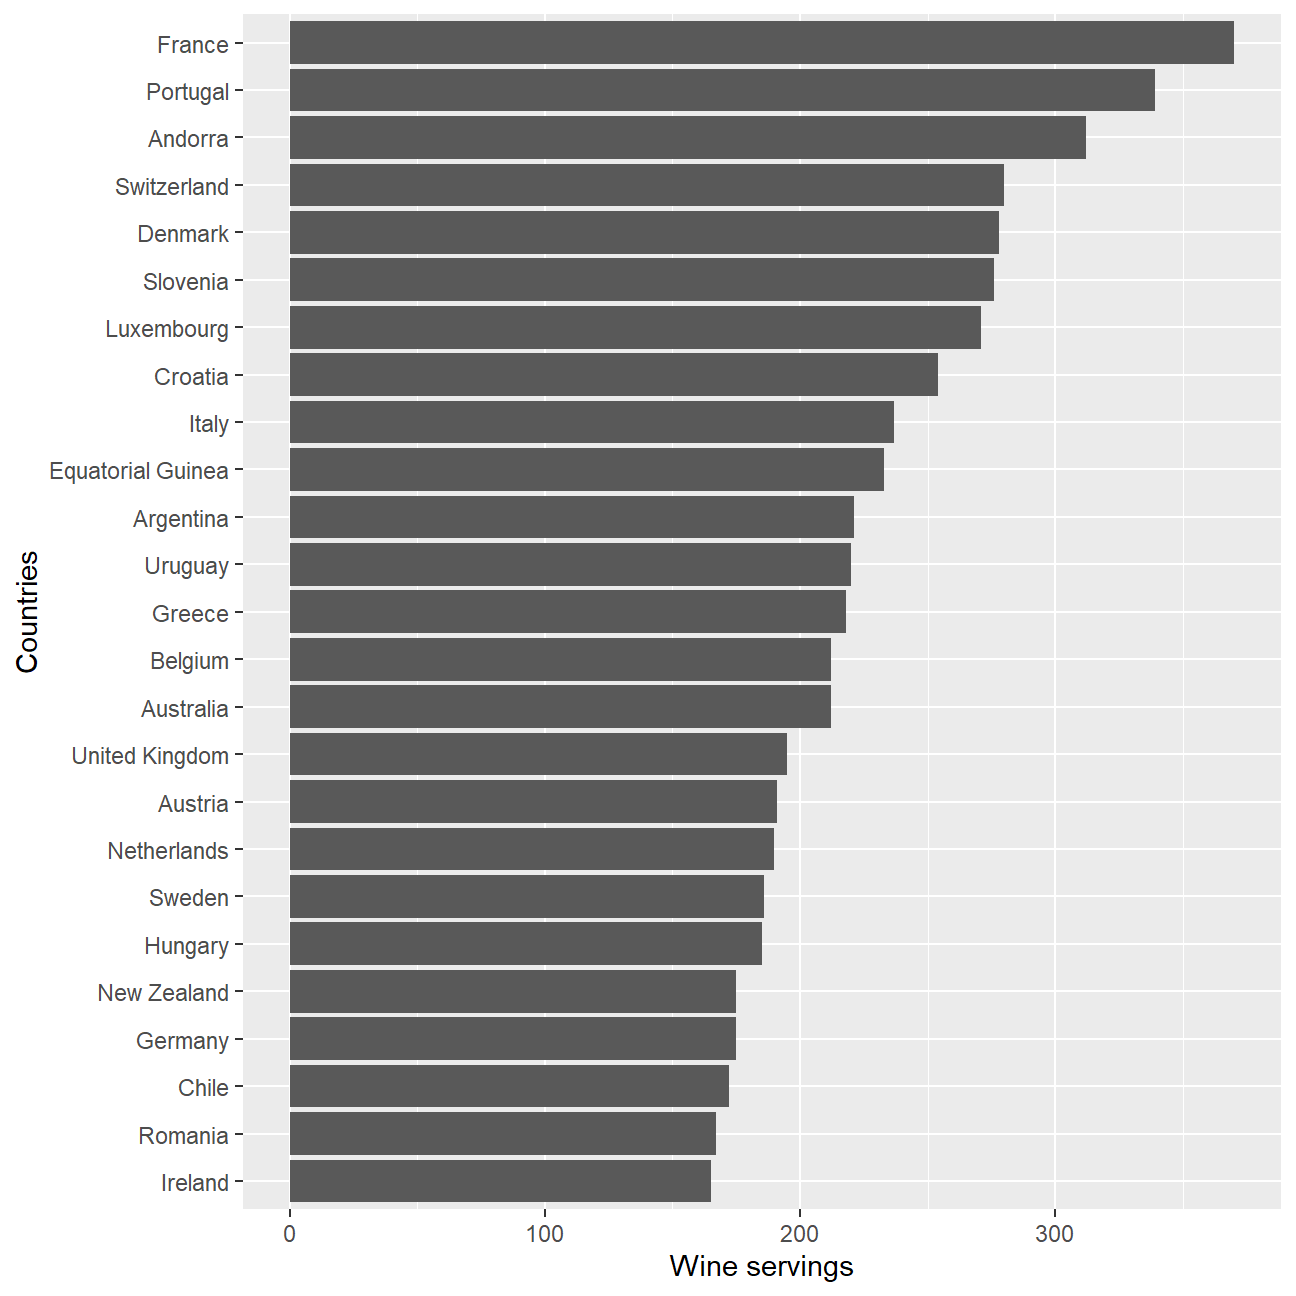 France
Portugal
Andorra
Switzerland
Denmark
Slovenia
Luxembourg
Croatia
Italy
Equatorial Guinea
Argentina
Uruguay
Greece
Belgium
Australia
United Kingdom
Austria
Netherlands
Sweden
Hungary
New Zealand
Germany
Chile
Romania
Ireland
Countries
0 100 200 300
Wine servings